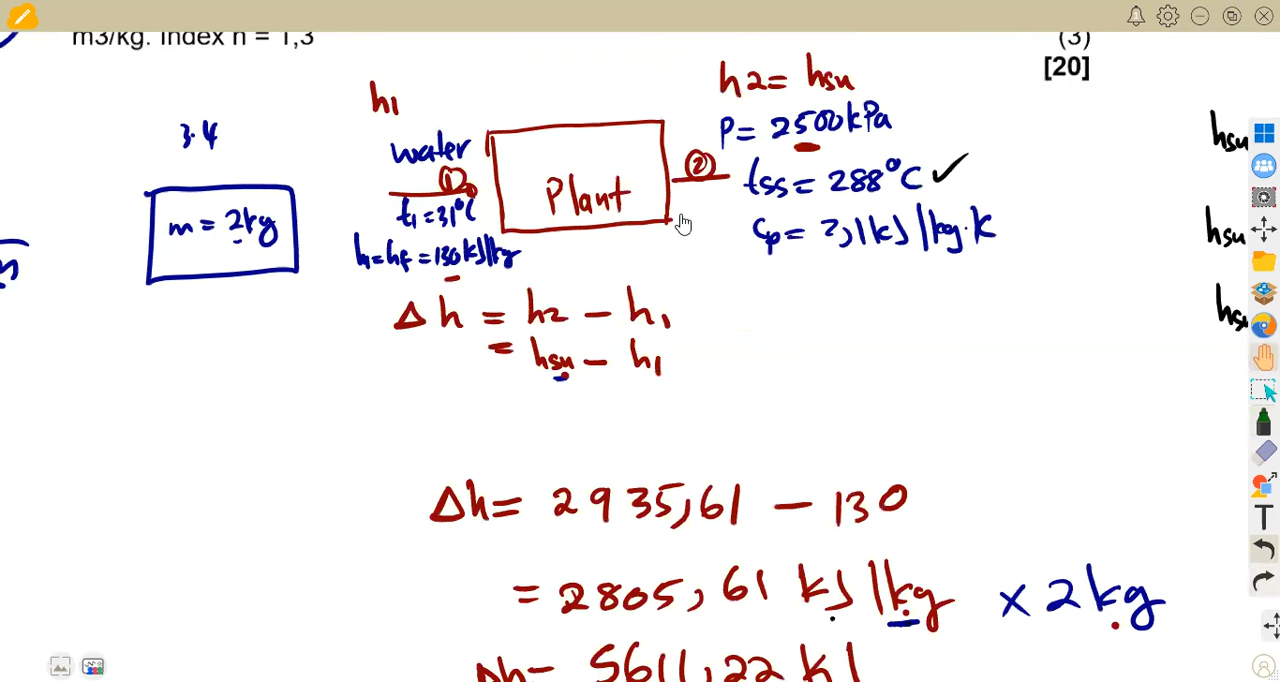 m3/kg. Index n = 1,3
(3)
[20]
h1
h2 = hsu
P = 2500 kPa
tss = 288°C ✓
cp = 2,1 kJ/kg·K
3.4
m = 2kg
water
①
t1 = 31°C
h1 = hf = 130 kJ/kg
Plant
②
Δh = h2 - h1
= hsu - h1
Δh = 2935,61 - 130
= 2805,61 kJ/kg × 2kg
Δh = 5611,22 kJ
hsu
hsu
T